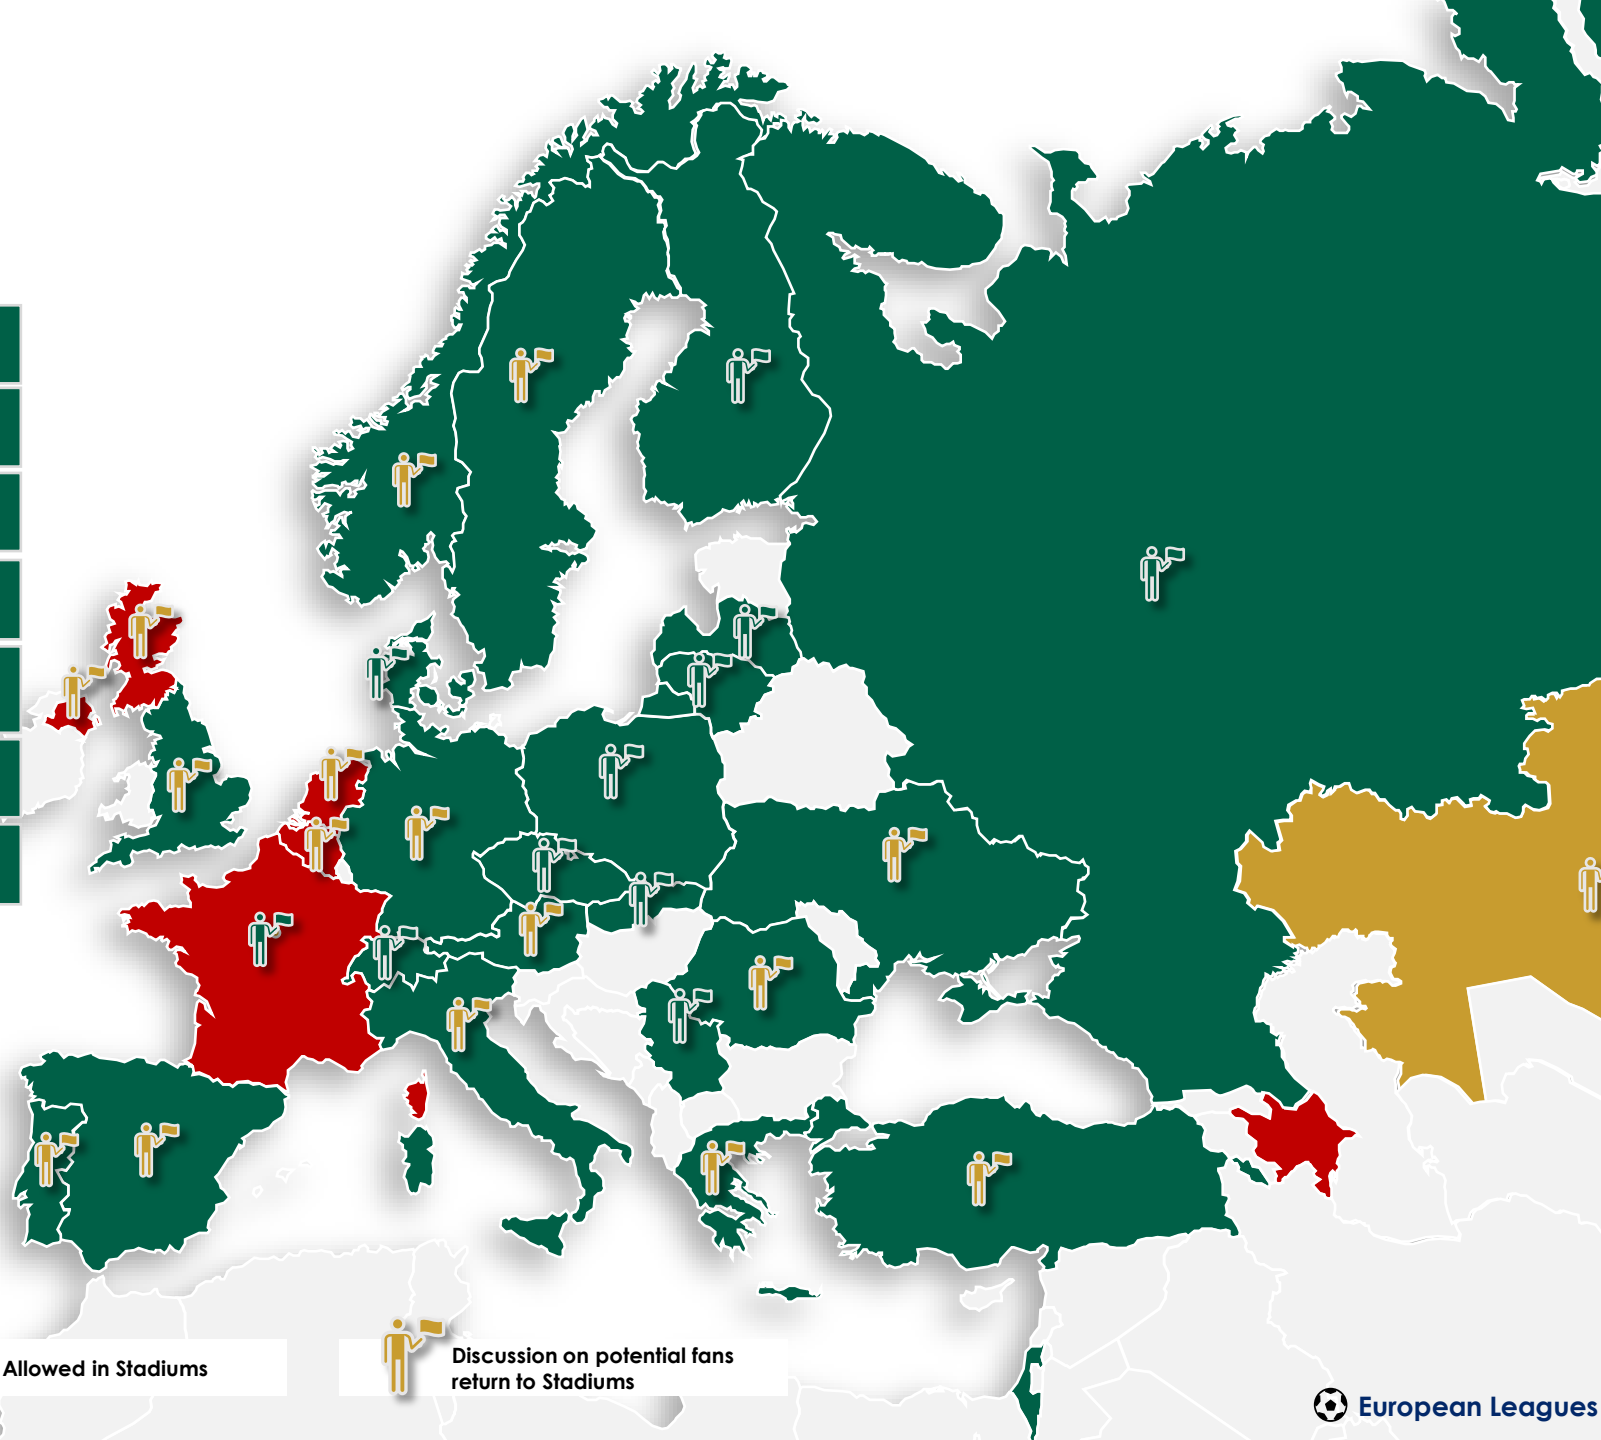 Allowed in Stadiums
Discussion on potential fans
return to Stadiums
European Leagues